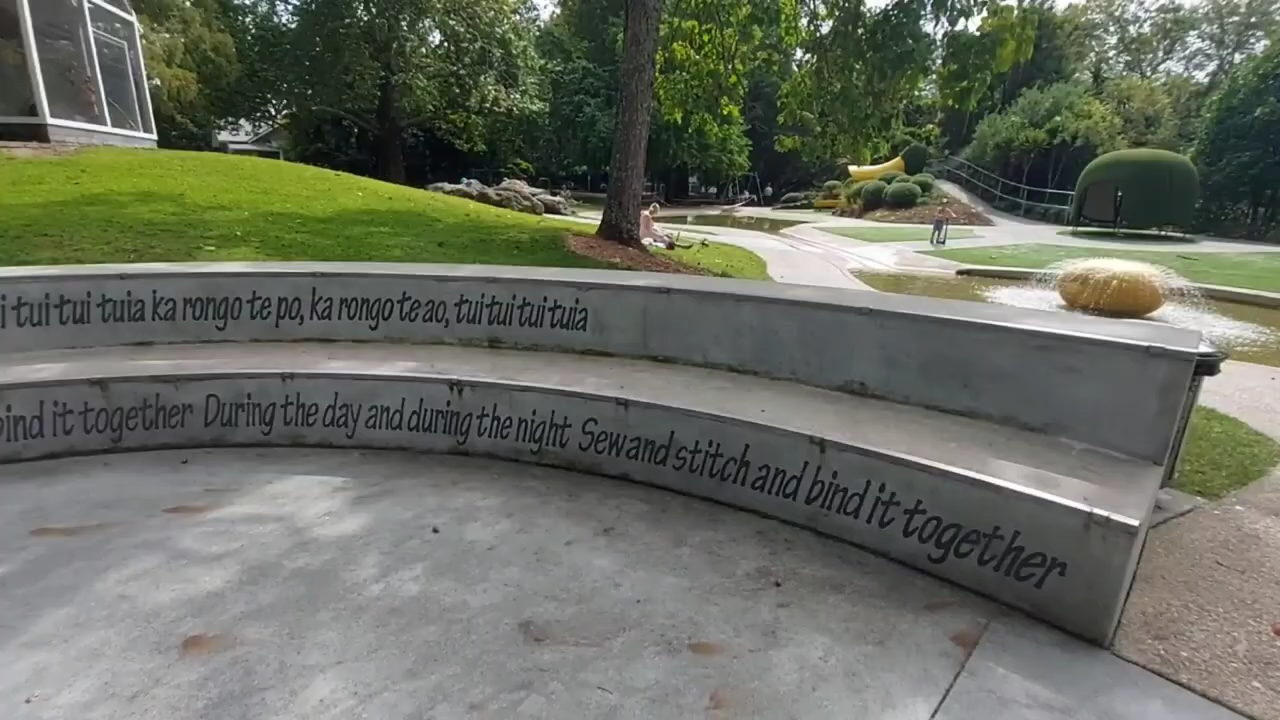 tui tui tuia ka rongo te po, ka rongo te ao, tui tui tui tuia
bind it together During the day and during the night Sew and stitch and bind it together